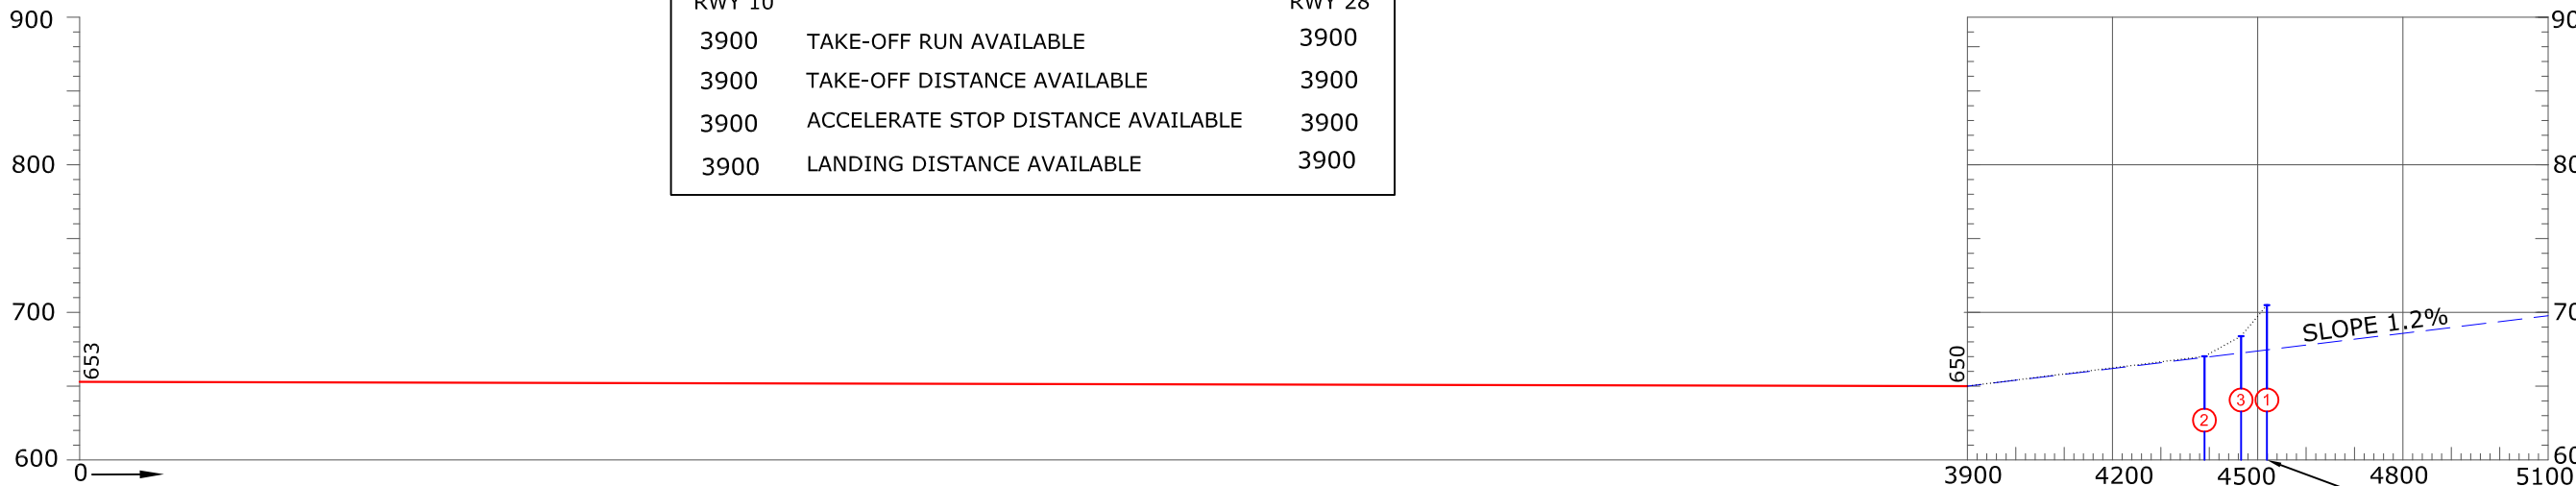 RWY 10 RWY 28
900 3900 TAKE-OFF RUN AVAILABLE 3900
3900 TAKE-OFF DISTANCE AVAILABLE 3900
3900 ACCELERATE STOP DISTANCE AVAILABLE 3900
800 3900 LANDING DISTANCE AVAILABLE 3900
700
SLOPE 1.2%
653 650
3 1
2
600
0 3900 4200 4500 4800 5100